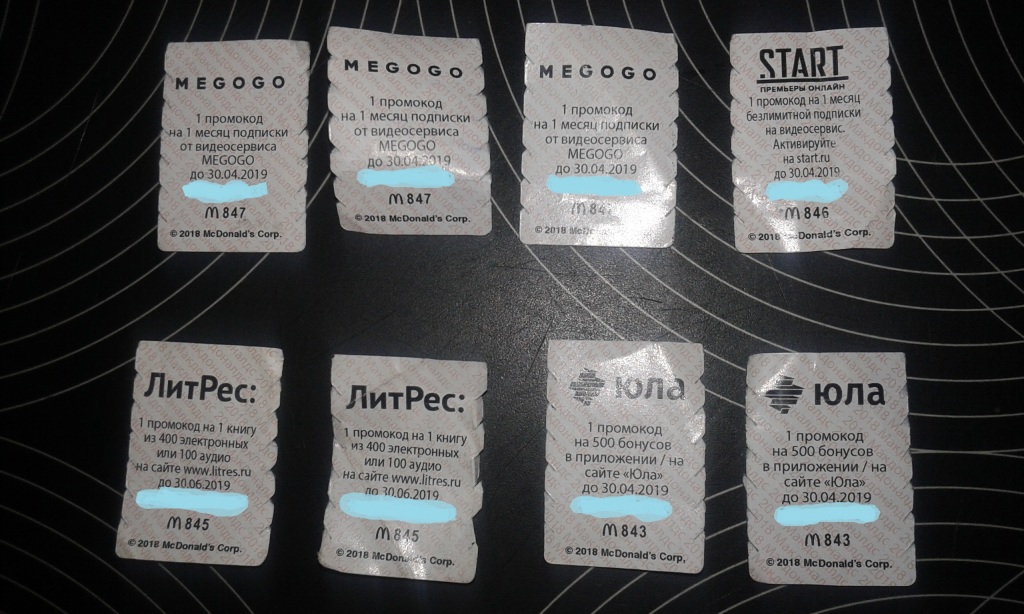 MEGOGO
1 промокод
на 1 месяц подписки
от видеосервиса
MEGOGO
до 30.04.2019
M 847
© 2018 McDonald's Corp.
MEGOGO
1 промокод
на 1 месяц подписки
от видеосервиса
MEGOGO
до 30.04.2019
M 847
© 2018 McDonald's Corp.
MEGOGO
1 промокод
на 1 месяц подписки
от видеосервиса
MEGOGO
до 30.04.2019
M
© 2018 McDonald's Corp.
START
ПРЕМЬЕРЫ ОНЛАЙН
1 промокод на 1 месяц
безлимитной подписки
на видеосервис.
Активируйте
на start.ru
до 30.04.2019
M 846
© 2018 McDonald's Corp.
ЛитРес:
1 промокод на 1 книгу
из 400 электронных
или 100 аудио
на сайте www.litres.ru
до 30.06.2019
M 845
© 2018 McDonald's Corp.
ЛитРес:
1 промокод на 1 книгу
из 400 электронных
или 100 аудио
на сайте www.litres.ru
до 30.06.2019
M 845
© 2018 McDonald's Corp.
юла
1 промокод
на 500 бонусов
в приложении / на
сайте «Юла»
до 30.04.2019
M 843
© 2018 McDonald's Corp.
юла
1 промокод
на 500 бонусов
в приложении / на
сайте «Юла»
до 30.04.2019
M 843
© 2018 McDonald's Corp.